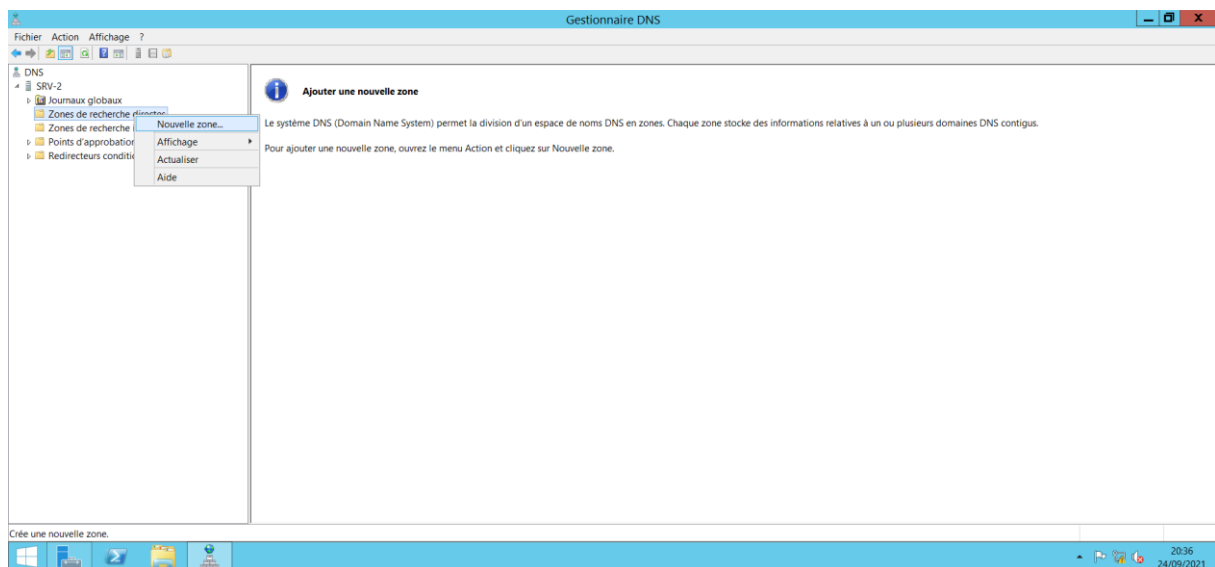 Gestionnaire DNS
Fichier Action Affichage ?
DNS
SRV-2
Journaux globaux
Zones de recherche directes
Zones de recherche
Points d'approbation
Redirecteurs
Nouvelle zone...
Affichage
Actualiser
Aide
Ajouter une nouvelle zone
Le système DNS (Domain Name System) permet la division d'un espace de noms DNS en zones. Chaque zone stocke des informations relatives à un ou plusieurs domaines DNS contigus.
Pour ajouter une nouvelle zone, ouvrez le menu Action et cliquez sur Nouvelle zone.
Crée une nouvelle zone.
20:36
24/09/2021